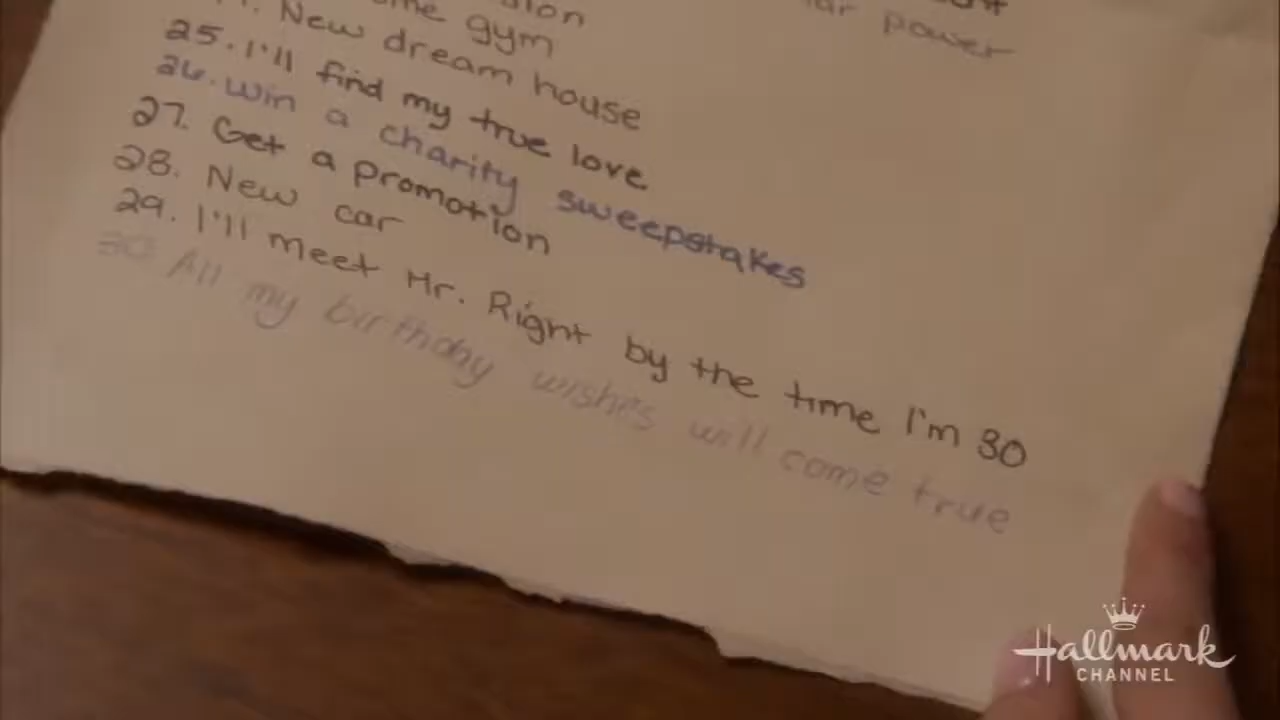 power
gym
New dream house
25. I'll find my true love
26. Win a charity sweepstakes
27. Get a promotion
28. New car
29. I'll meet Mr. Right by the time I'm 30
30. All my birthday wishes will come true
Hallmark
CHANNEL